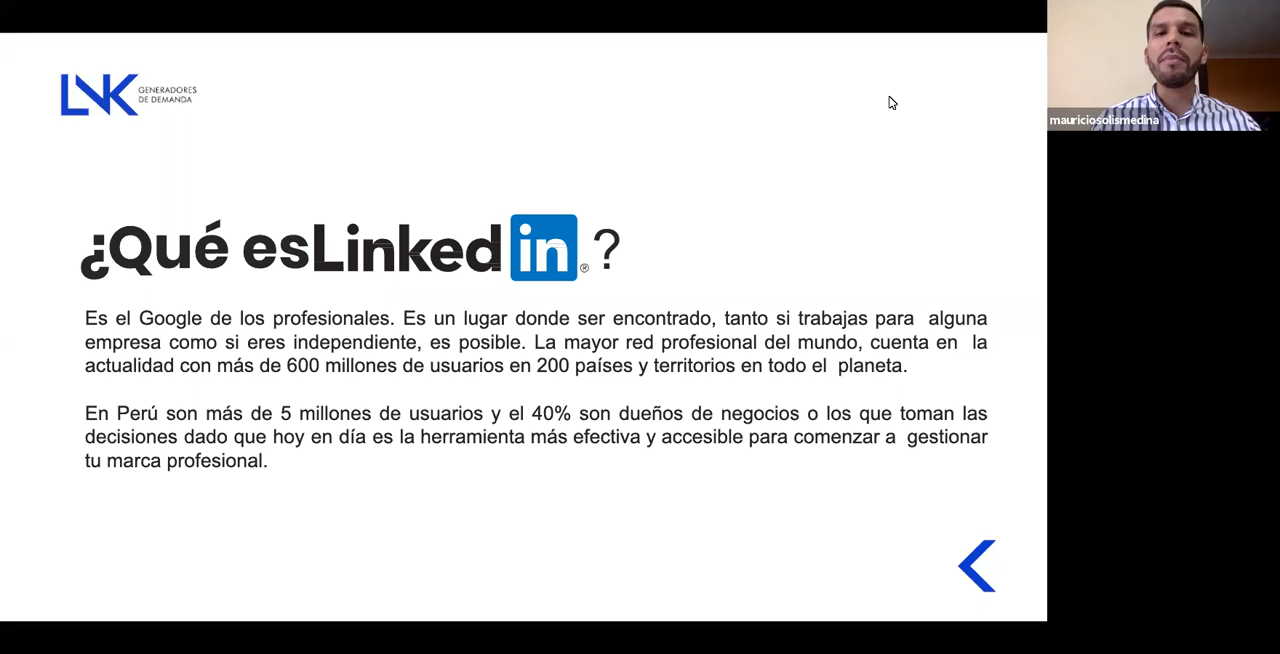 LNK GENERADORES
DE DEMANDA
mauriciosolismedina
¿Qué es Linkedin®?
Es el Google de los profesionales. Es un lugar donde ser encontrado, tanto si trabajas para alguna
empresa como si eres independiente, es posible. La mayor red profesional del mundo, cuenta en la
actualidad con más de 600 millones de usuarios en 200 países y territorios en todo el planeta.
En Perú son más de 5 millones de usuarios y el 40% son dueños de negocios o los que toman las
decisiones dado que hoy en día es la herramienta más efectiva y accesible para comenzar a gestionar
tu marca profesional.